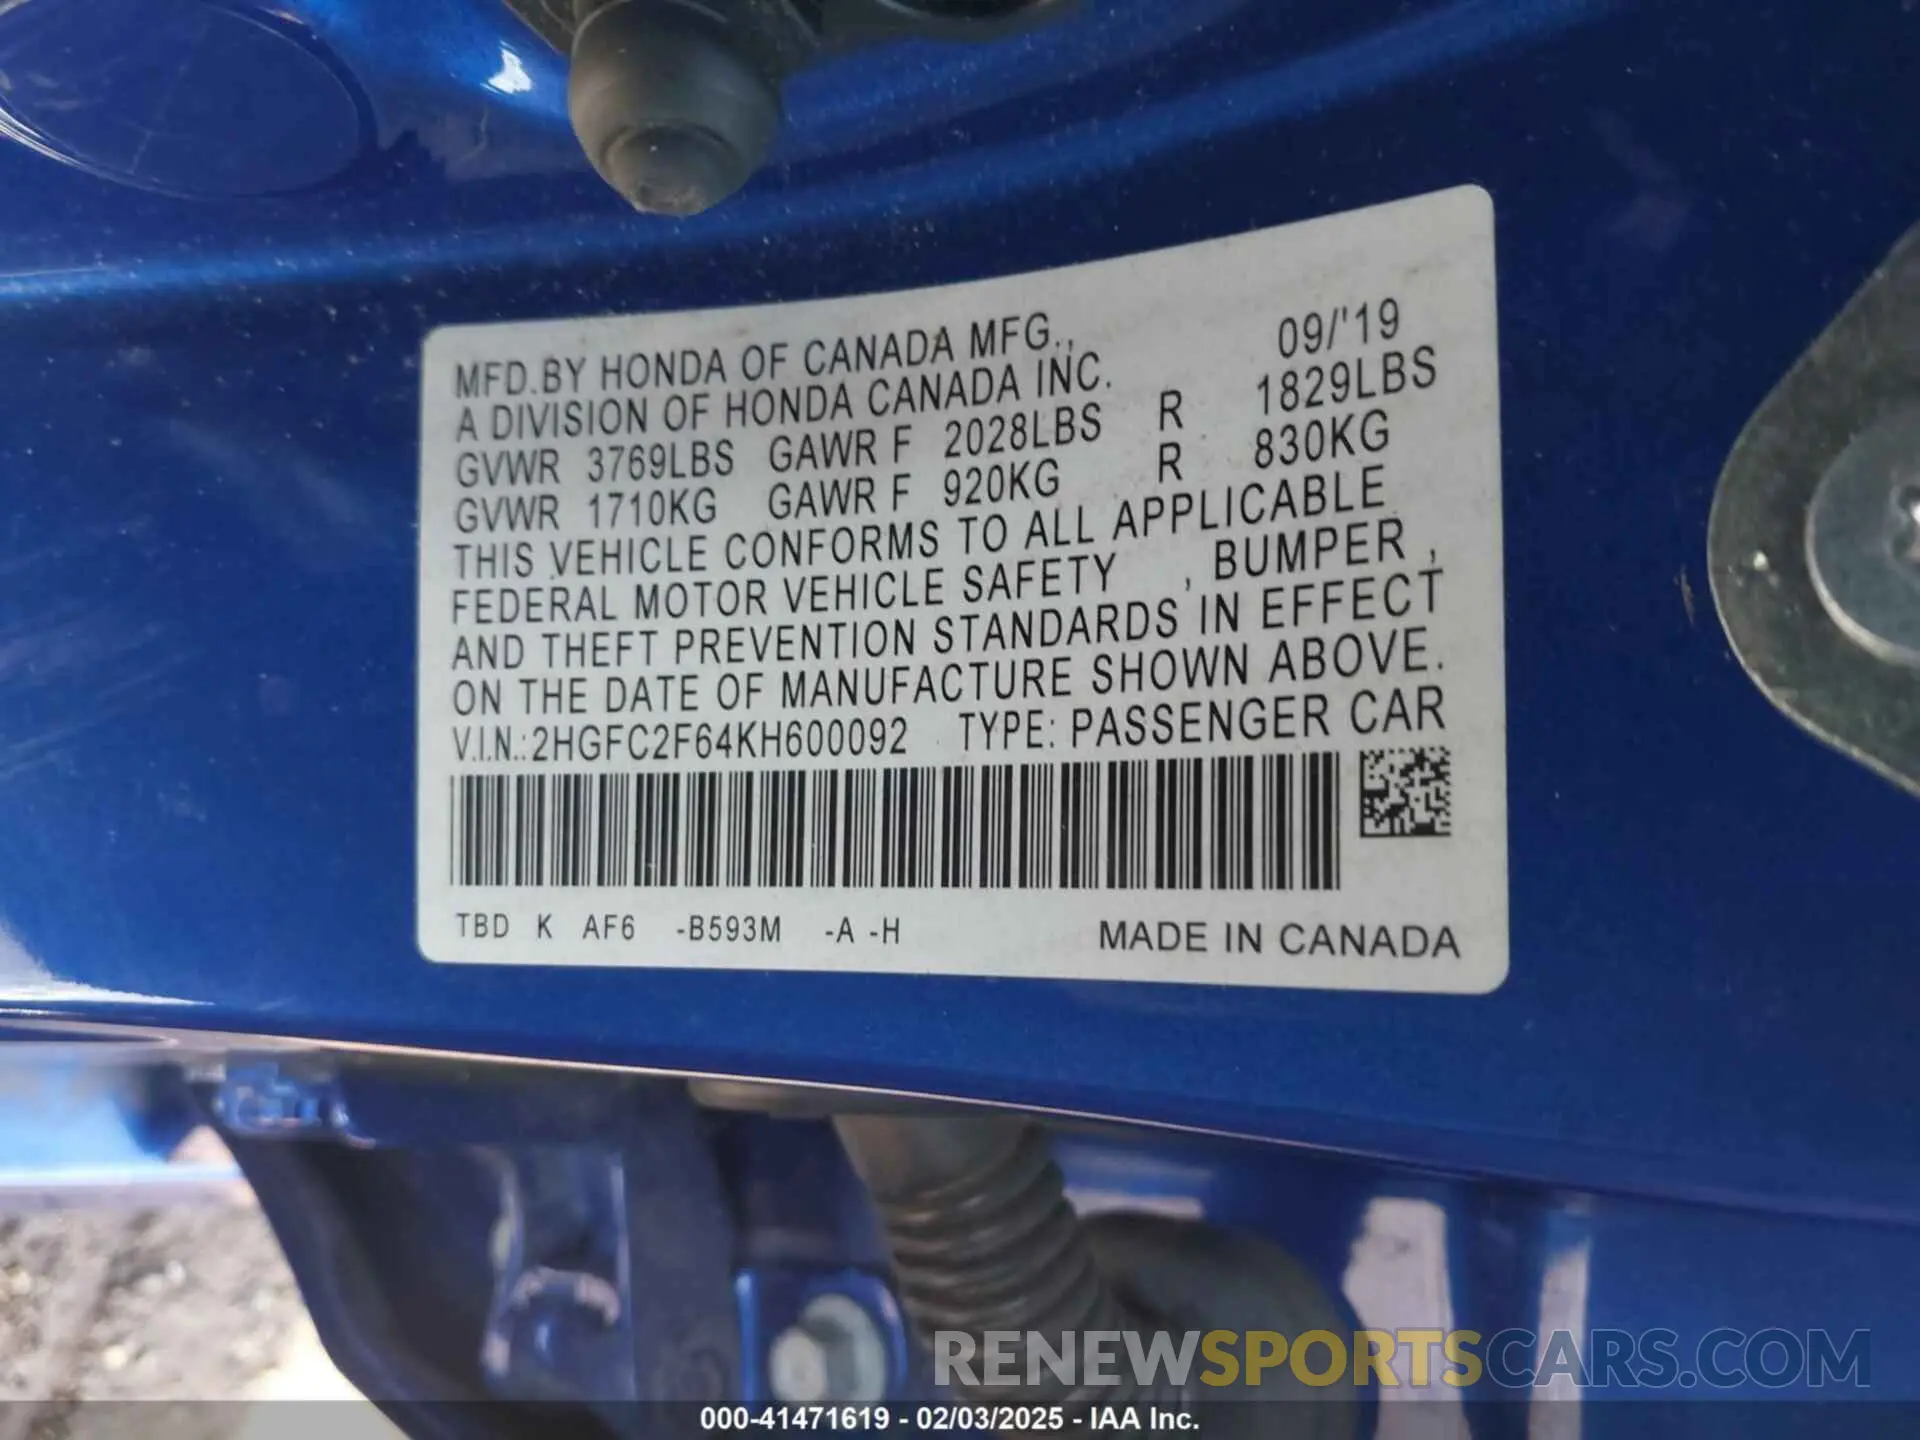 MFD.BY HONDA OF CANADA MFG., 09/'19
A DIVISION OF HONDA CANADA INC.
GVWR 3769LBS GAWR F 2028LBS R 1829LBS
GVWR 1710KG GAWR F 920KG R 830KG
THIS VEHICLE CONFORMS TO ALL APPLICABLE
FEDERAL MOTOR VEHICLE SAFETY , BUMPER ,
AND THEFT PREVENTION STANDARDS IN EFFECT
ON THE DATE OF MANUFACTURE SHOWN ABOVE.
V.I.N.:2HGFC2F64KH600092 TYPE: PASSENGER CAR
TBD K AF6 -B593M -A -H MADE IN CANADA
RENEWSPORTSCARS.COM
000-41471619 - 02/03/2025 - IAA Inc.